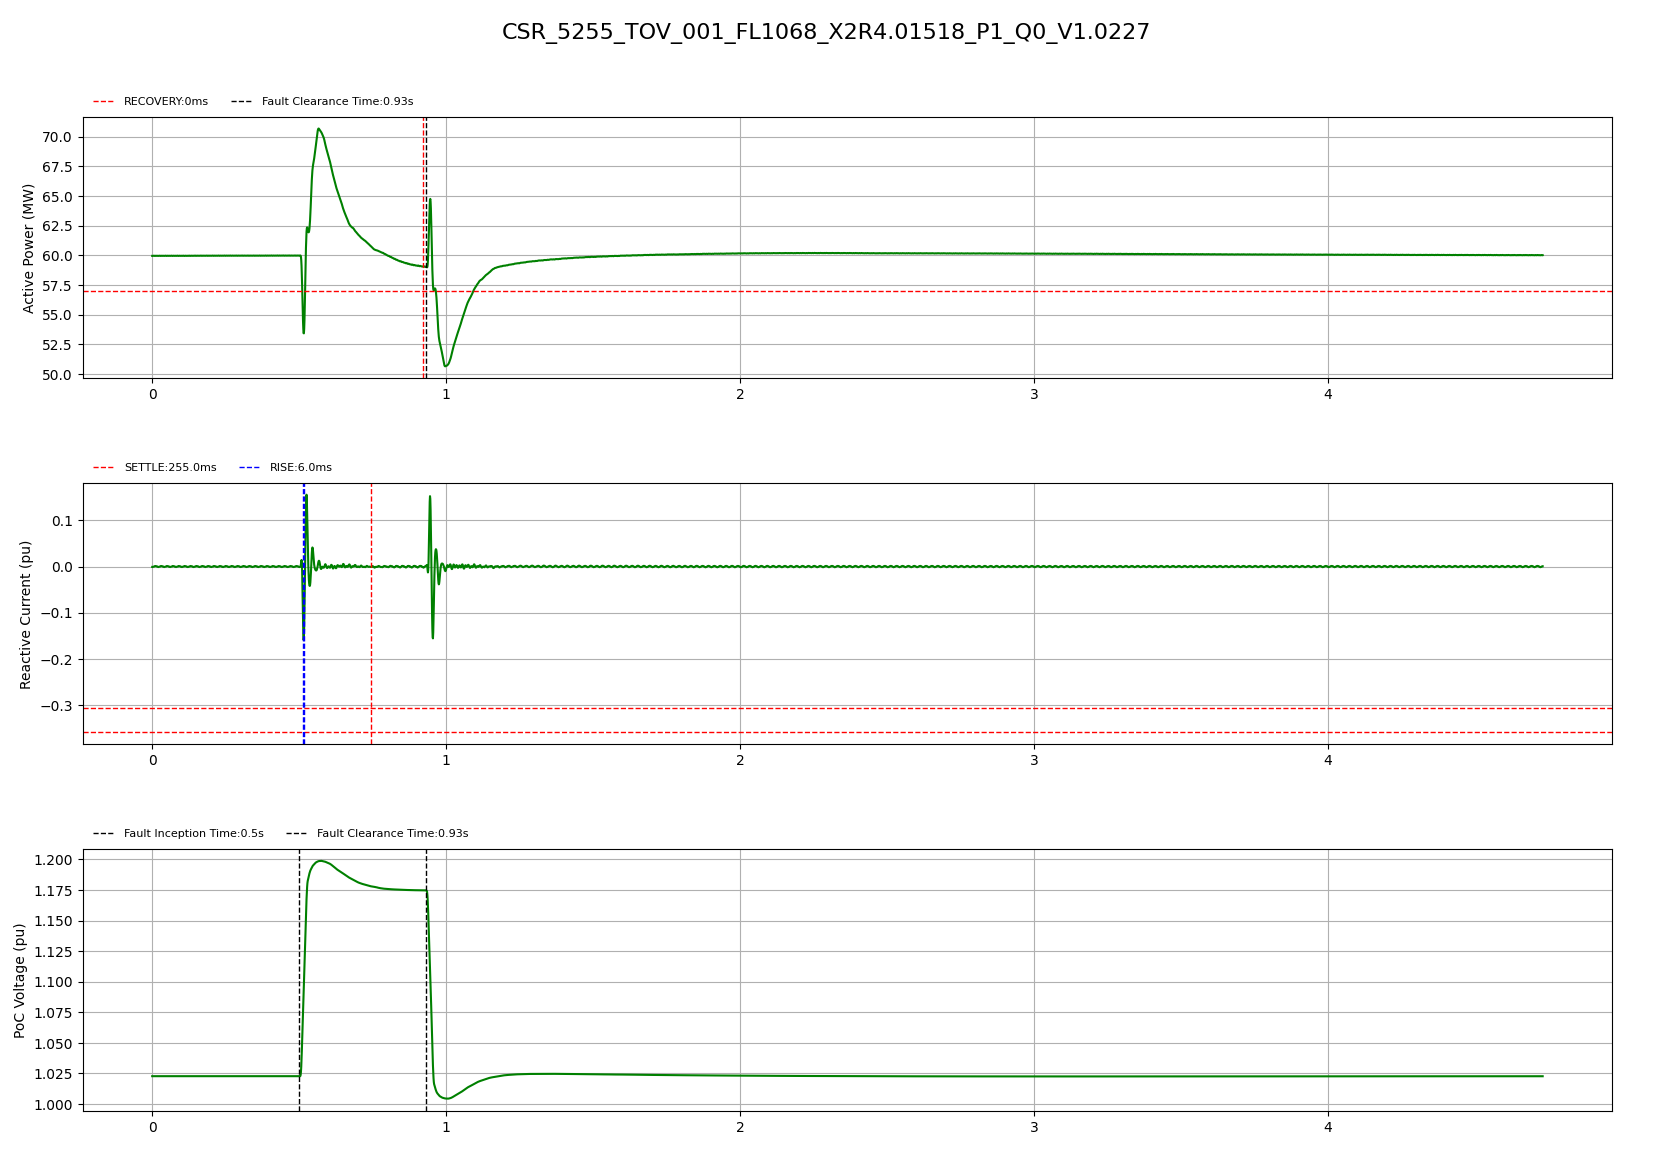 CSR_5255_TOV_001_FL1068_X2R4.01518_P1_Q0_V1.0227
RECOVERY:0ms Fault Clearance Time:0.93s
Active Power (MW)
70.0
67.5
65.0
62.5
60.0
57.5
55.0
52.5
50.0
0 1 2 3 4
SETTLE:255.0ms RISE:6.0ms
Reactive Current (pu)
0.1
0.0
−0.1
−0.2
−0.3
0 1 2 3 4
Fault Inception Time:0.5s Fault Clearance Time:0.93s
PoC Voltage (pu)
1.200
1.175
1.150
1.125
1.100
1.075
1.050
1.025
1.000
0 1 2 3 4